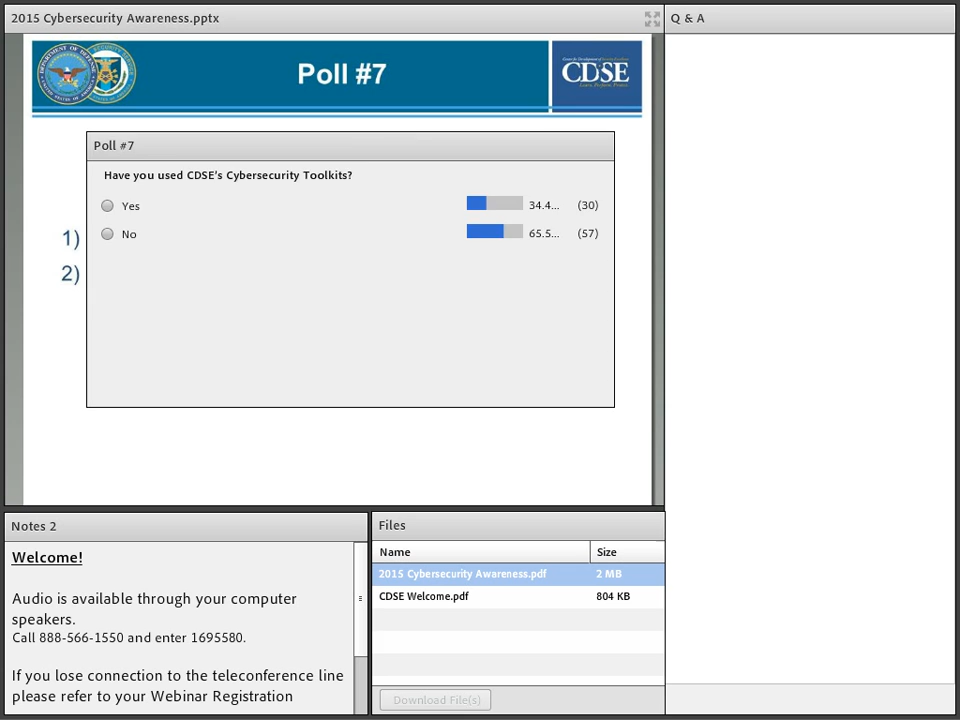 2015 Cybersecurity Awareness.pptx
Q & A
Poll #7
CDSE
Learn. Perform. Protect.
Poll #7
Have you used CDSE's Cybersecurity Toolkits?
Yes 34.4... (30)
No 65.5... (57)
1)
2)
Notes 2
Welcome!
Audio is available through your computer
speakers.
Call 888-566-1550 and enter 1695580.
If you lose connection to the teleconference line
please refer to your Webinar Registration
Files
Name Size
2015 Cybersecurity Awareness.pdf 2 MB
CDSE Welcome.pdf 804 KB
Download File(s)